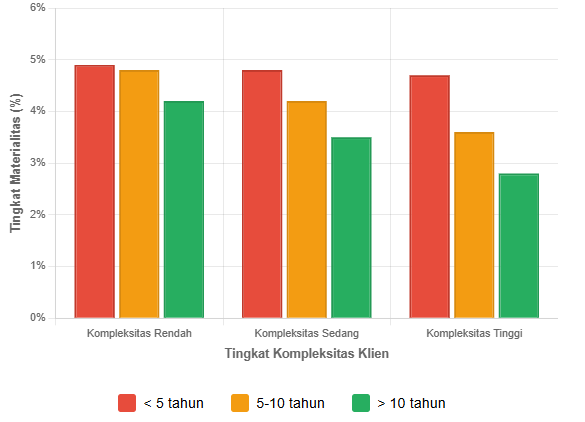 6%
5%
4%
3%
2%
1%
0%
Tingkat Materialitas (%)
Kompleksitas Rendah
Kompleksitas Sedang
Kompleksitas Tinggi
Tingkat Kompleksitas Klien
< 5 tahun
5-10 tahun
> 10 tahun